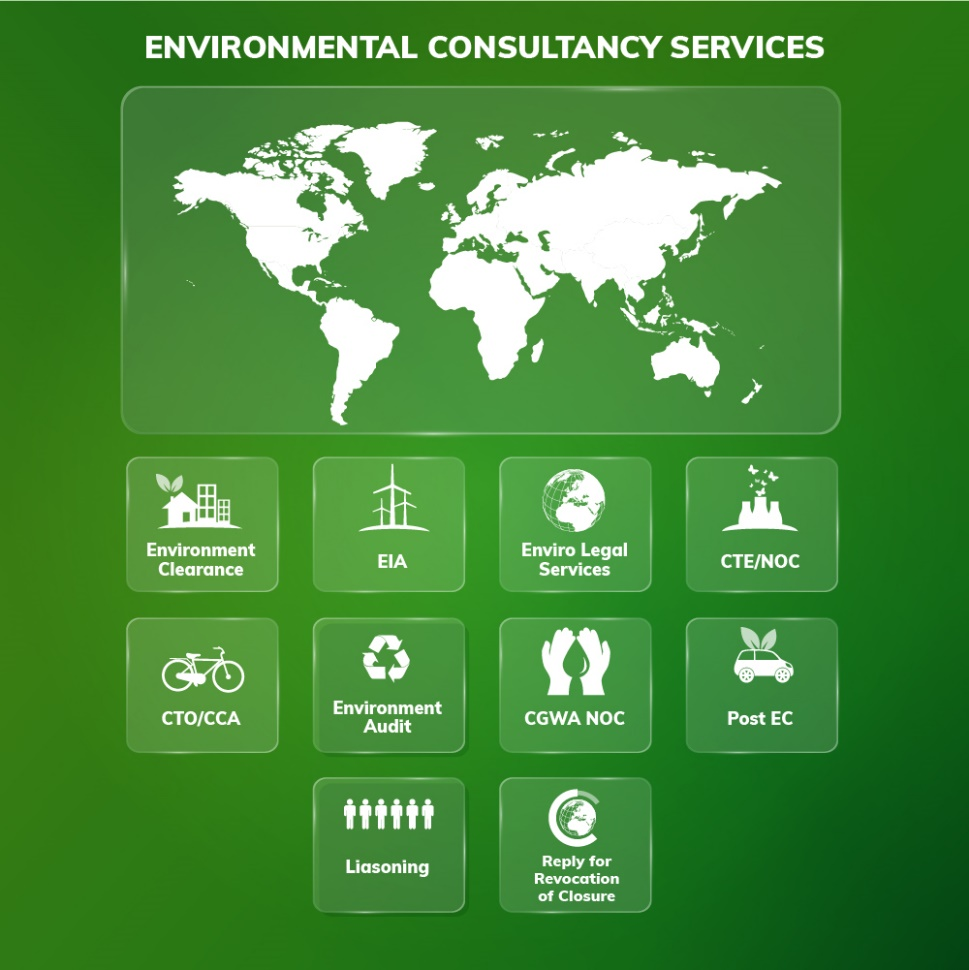 ENVIRONMENTAL CONSULTANCY SERVICES
Environment
Clearance
EIA
Enviro Legal
Services
CTE/NOC
CTO/CCA
Environment
Audit
CGWA NOC
Post EC
Liasoning
Reply for
Revocation
of Closure